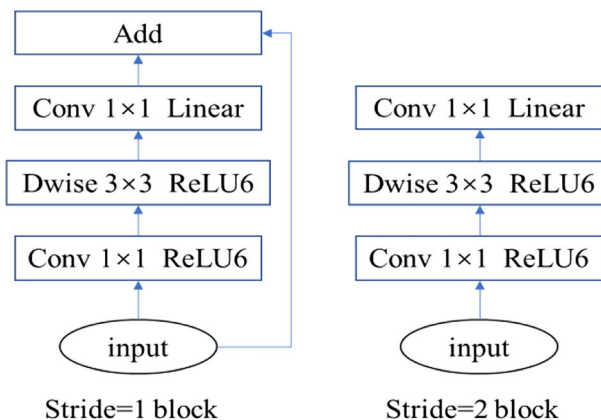 Add
Conv 1×1 Linear
Dwise 3×3 ReLU6
Conv 1×1 ReLU6
input
Stride=1 block
Conv 1×1 Linear
Dwise 3×3 ReLU6
Conv 1×1 ReLU6
input
Stride=2 block